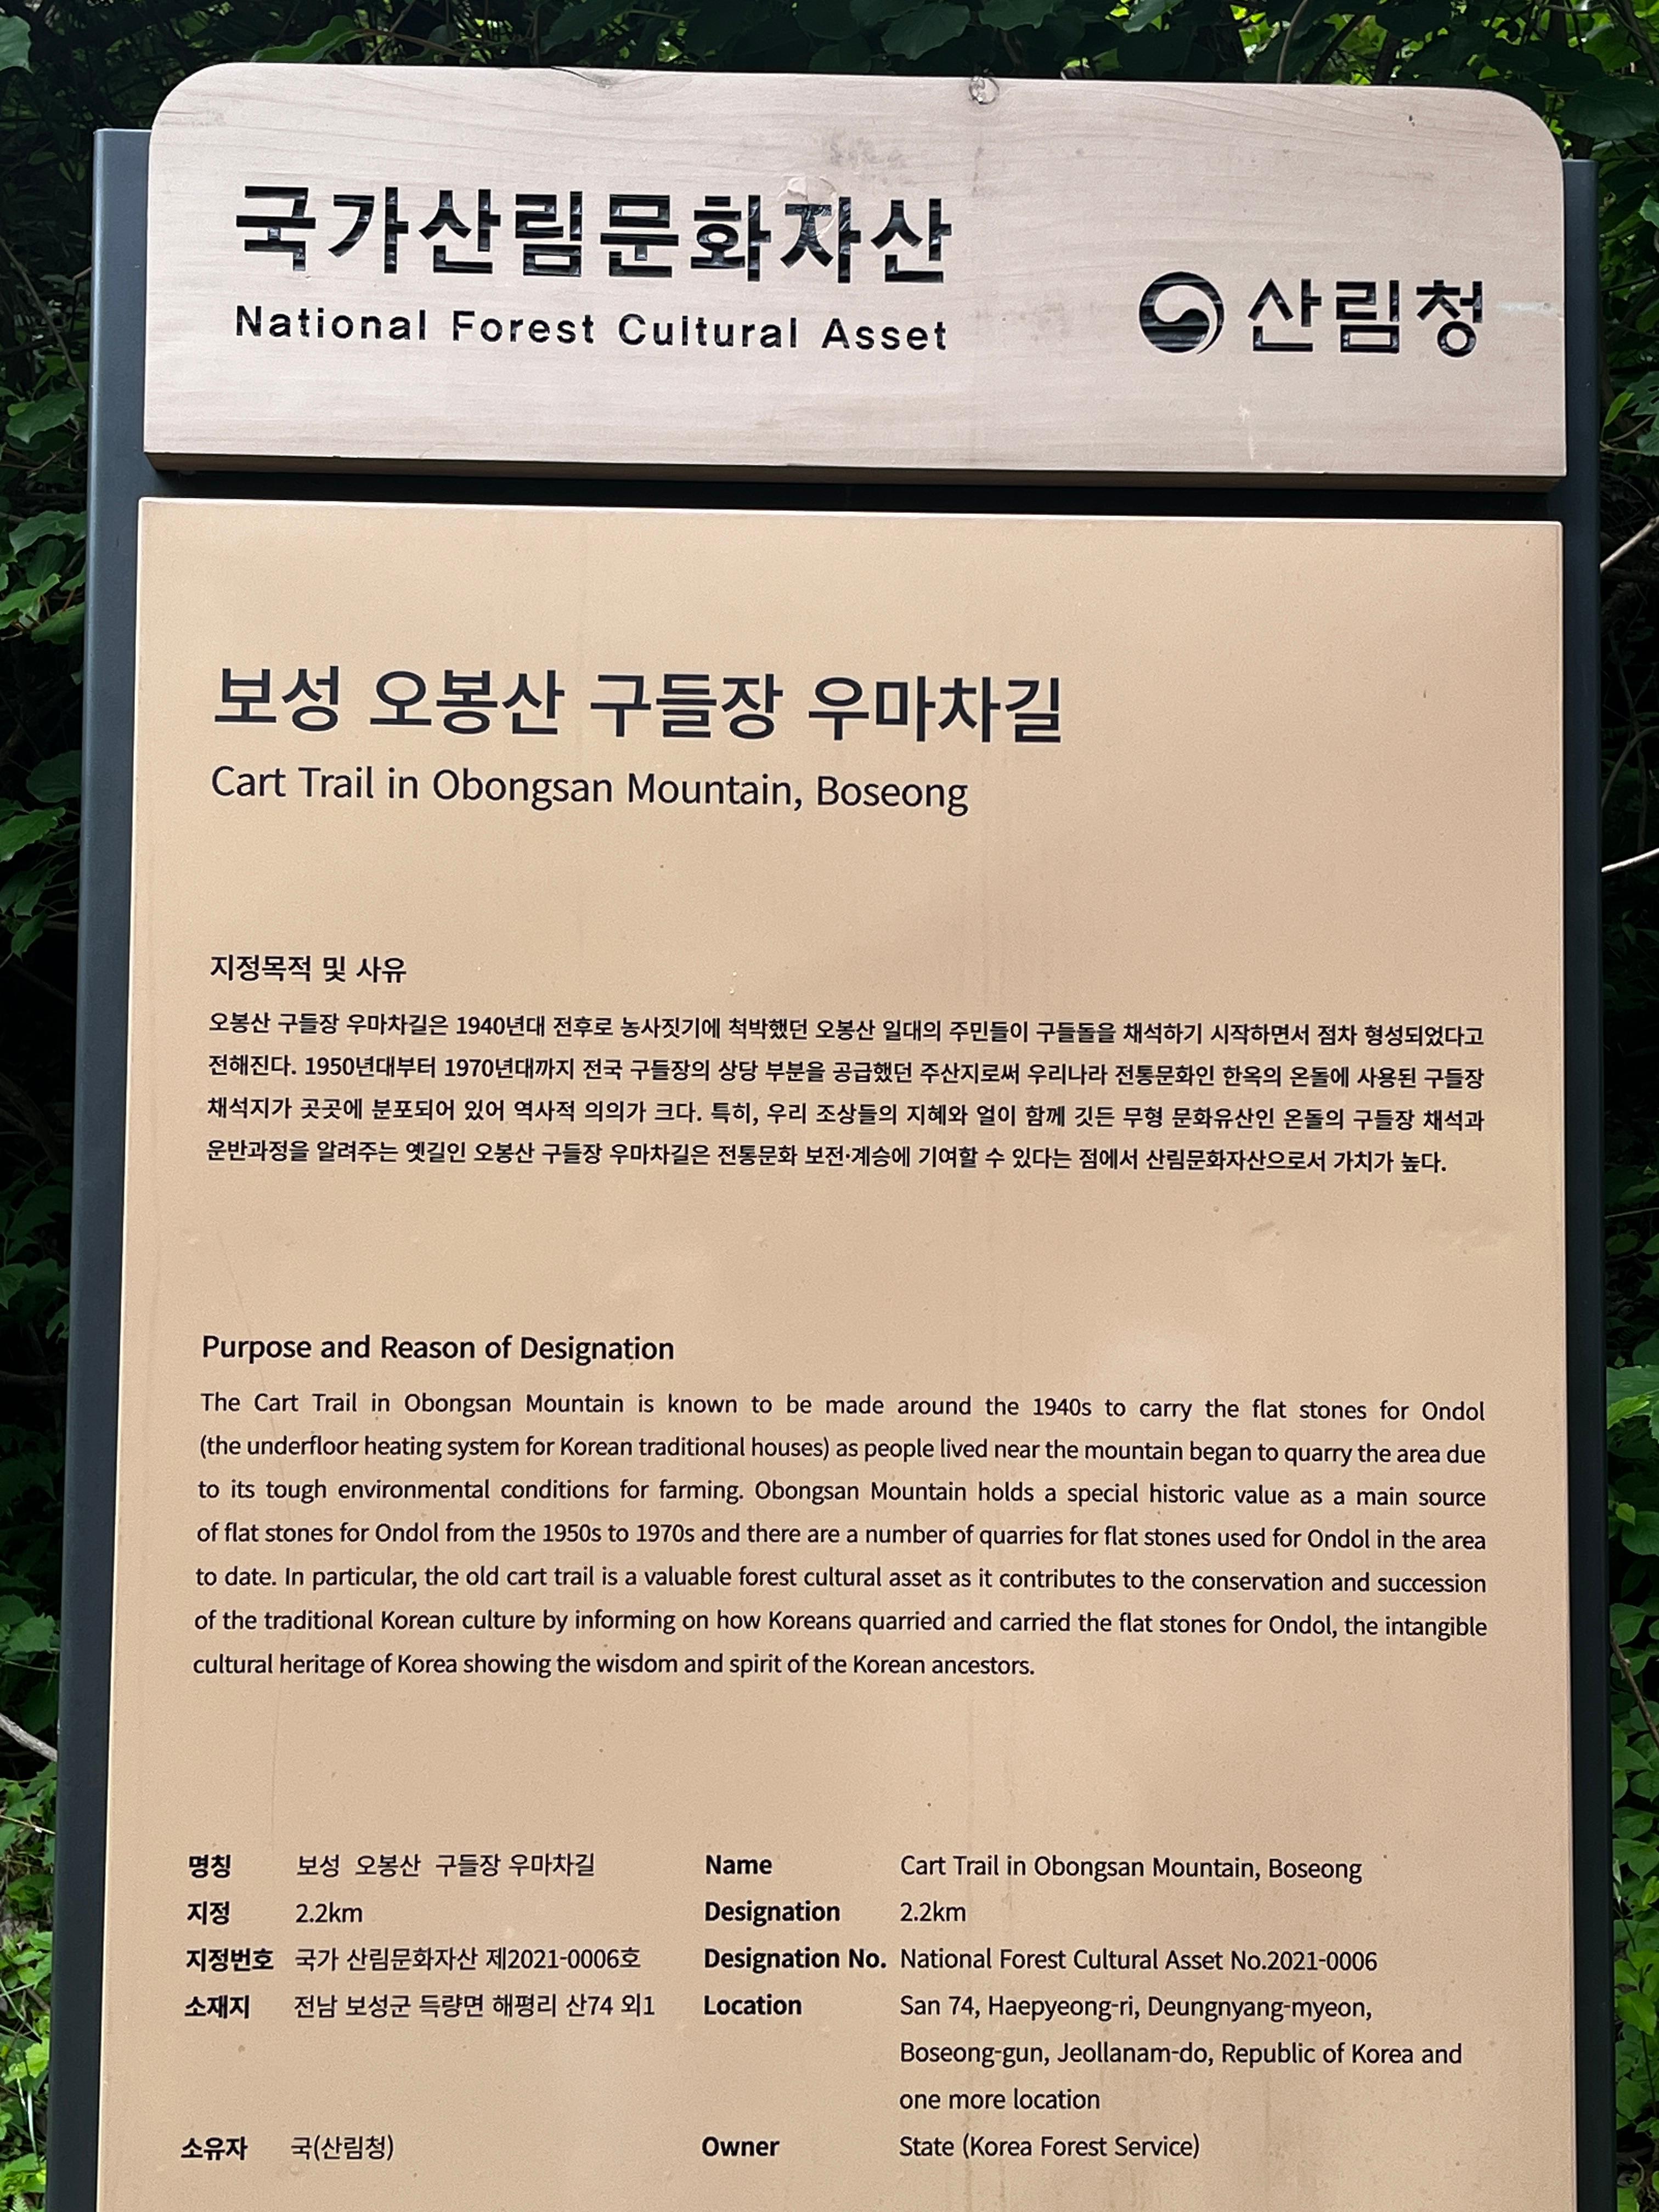 국가산림문화자산
National Forest Cultural Asset
산림청
보성 오봉산 구들장 우마차길
Cart Trail in Obongsan Mountain, Boseong
지정목적 및 사유
오봉산 구들장 우마차길은 1940년대 전후로 농사짓기에 척박했던 오봉산 일대의 주민들이 구들돌을 채석하기 시작하면서 점차 형성되었다고
전해진다. 1950년대부터 1970년대까지 전국 구들장의 상당 부분을 공급했던 주산지로써 우리나라 전통문화인 한옥의 온돌에 사용된 구들장
채석지가 곳곳에 분포되어 있어 역사적 의의가 크다. 특히, 우리 조상들의 지혜와 얼이 함께 깃든 무형 문화유산인 온돌의 구들장 채석과
운반과정을 알려주는 옛길인 오봉산 구들장 우마차길은 전통문화 보전·계승에 기여할 수 있다는 점에서 산림문화자산으로서 가치가 높다.
Purpose and Reason of Designation
The Cart Trail in Obongsan Mountain is known to be made around the 1940s to carry the flat stones for Ondol
(the underfloor heating system for Korean traditional houses) as people lived near the mountain began to quarry the area due
to its tough environmental conditions for farming. Obongsan Mountain holds a special historic value as a main source
of flat stones for Ondol from the 1950s to 1970s and there are a number of quarries for flat stones used for Ondol in the area
to date. In particular, the old cart trail is a valuable forest cultural asset as it contributes to the conservation and succession
of the traditional Korean culture by informing on how Koreans quarried and carried the flat stones for Ondol, the intangible
cultural heritage of Korea showing the wisdom and spirit of the Korean ancestors.
명칭 보성 오봉산 구들장 우마차길
지정 2.2km
지정번호 국가 산림문화자산 제2021-0006호
소재지 전남 보성군 득량면 해평리 산74 외1
소유자 국(산림청)
Name Cart Trail in Obongsan Mountain, Boseong
Designation 2.2km
Designation No. National Forest Cultural Asset No.2021-0006
Location San 74, Haepyeong-ri, Deungnyang-myeon,
Boseong-gun, Jeollanam-do, Republic of Korea and
one more location
Owner State (Korea Forest Service)